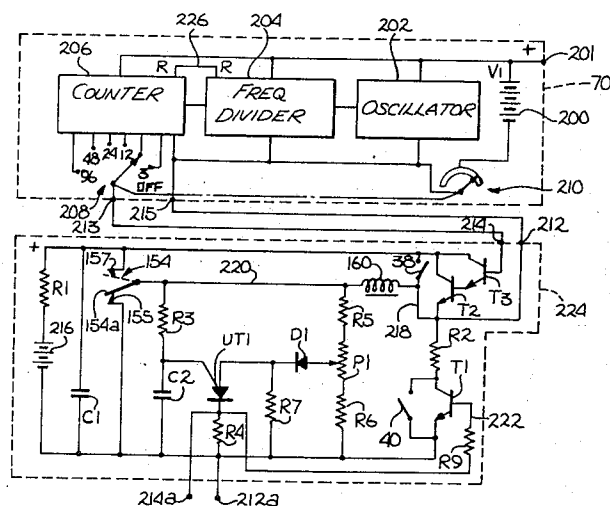 206
226
204
202
+
201
R
R
V1
70
COUNTER
FREQ DIVIDER
OSCILLATOR
200
96
48
24
12
3
OFF
208
210
213
215
214
212
+
157
154
220
160
38
T3
T2
224
R1
154a
155
R3
218
R5
R2
216
UT1
D1
P1
T1
C1
C2
R7
R4
R6
40
222
R9
214a
212a